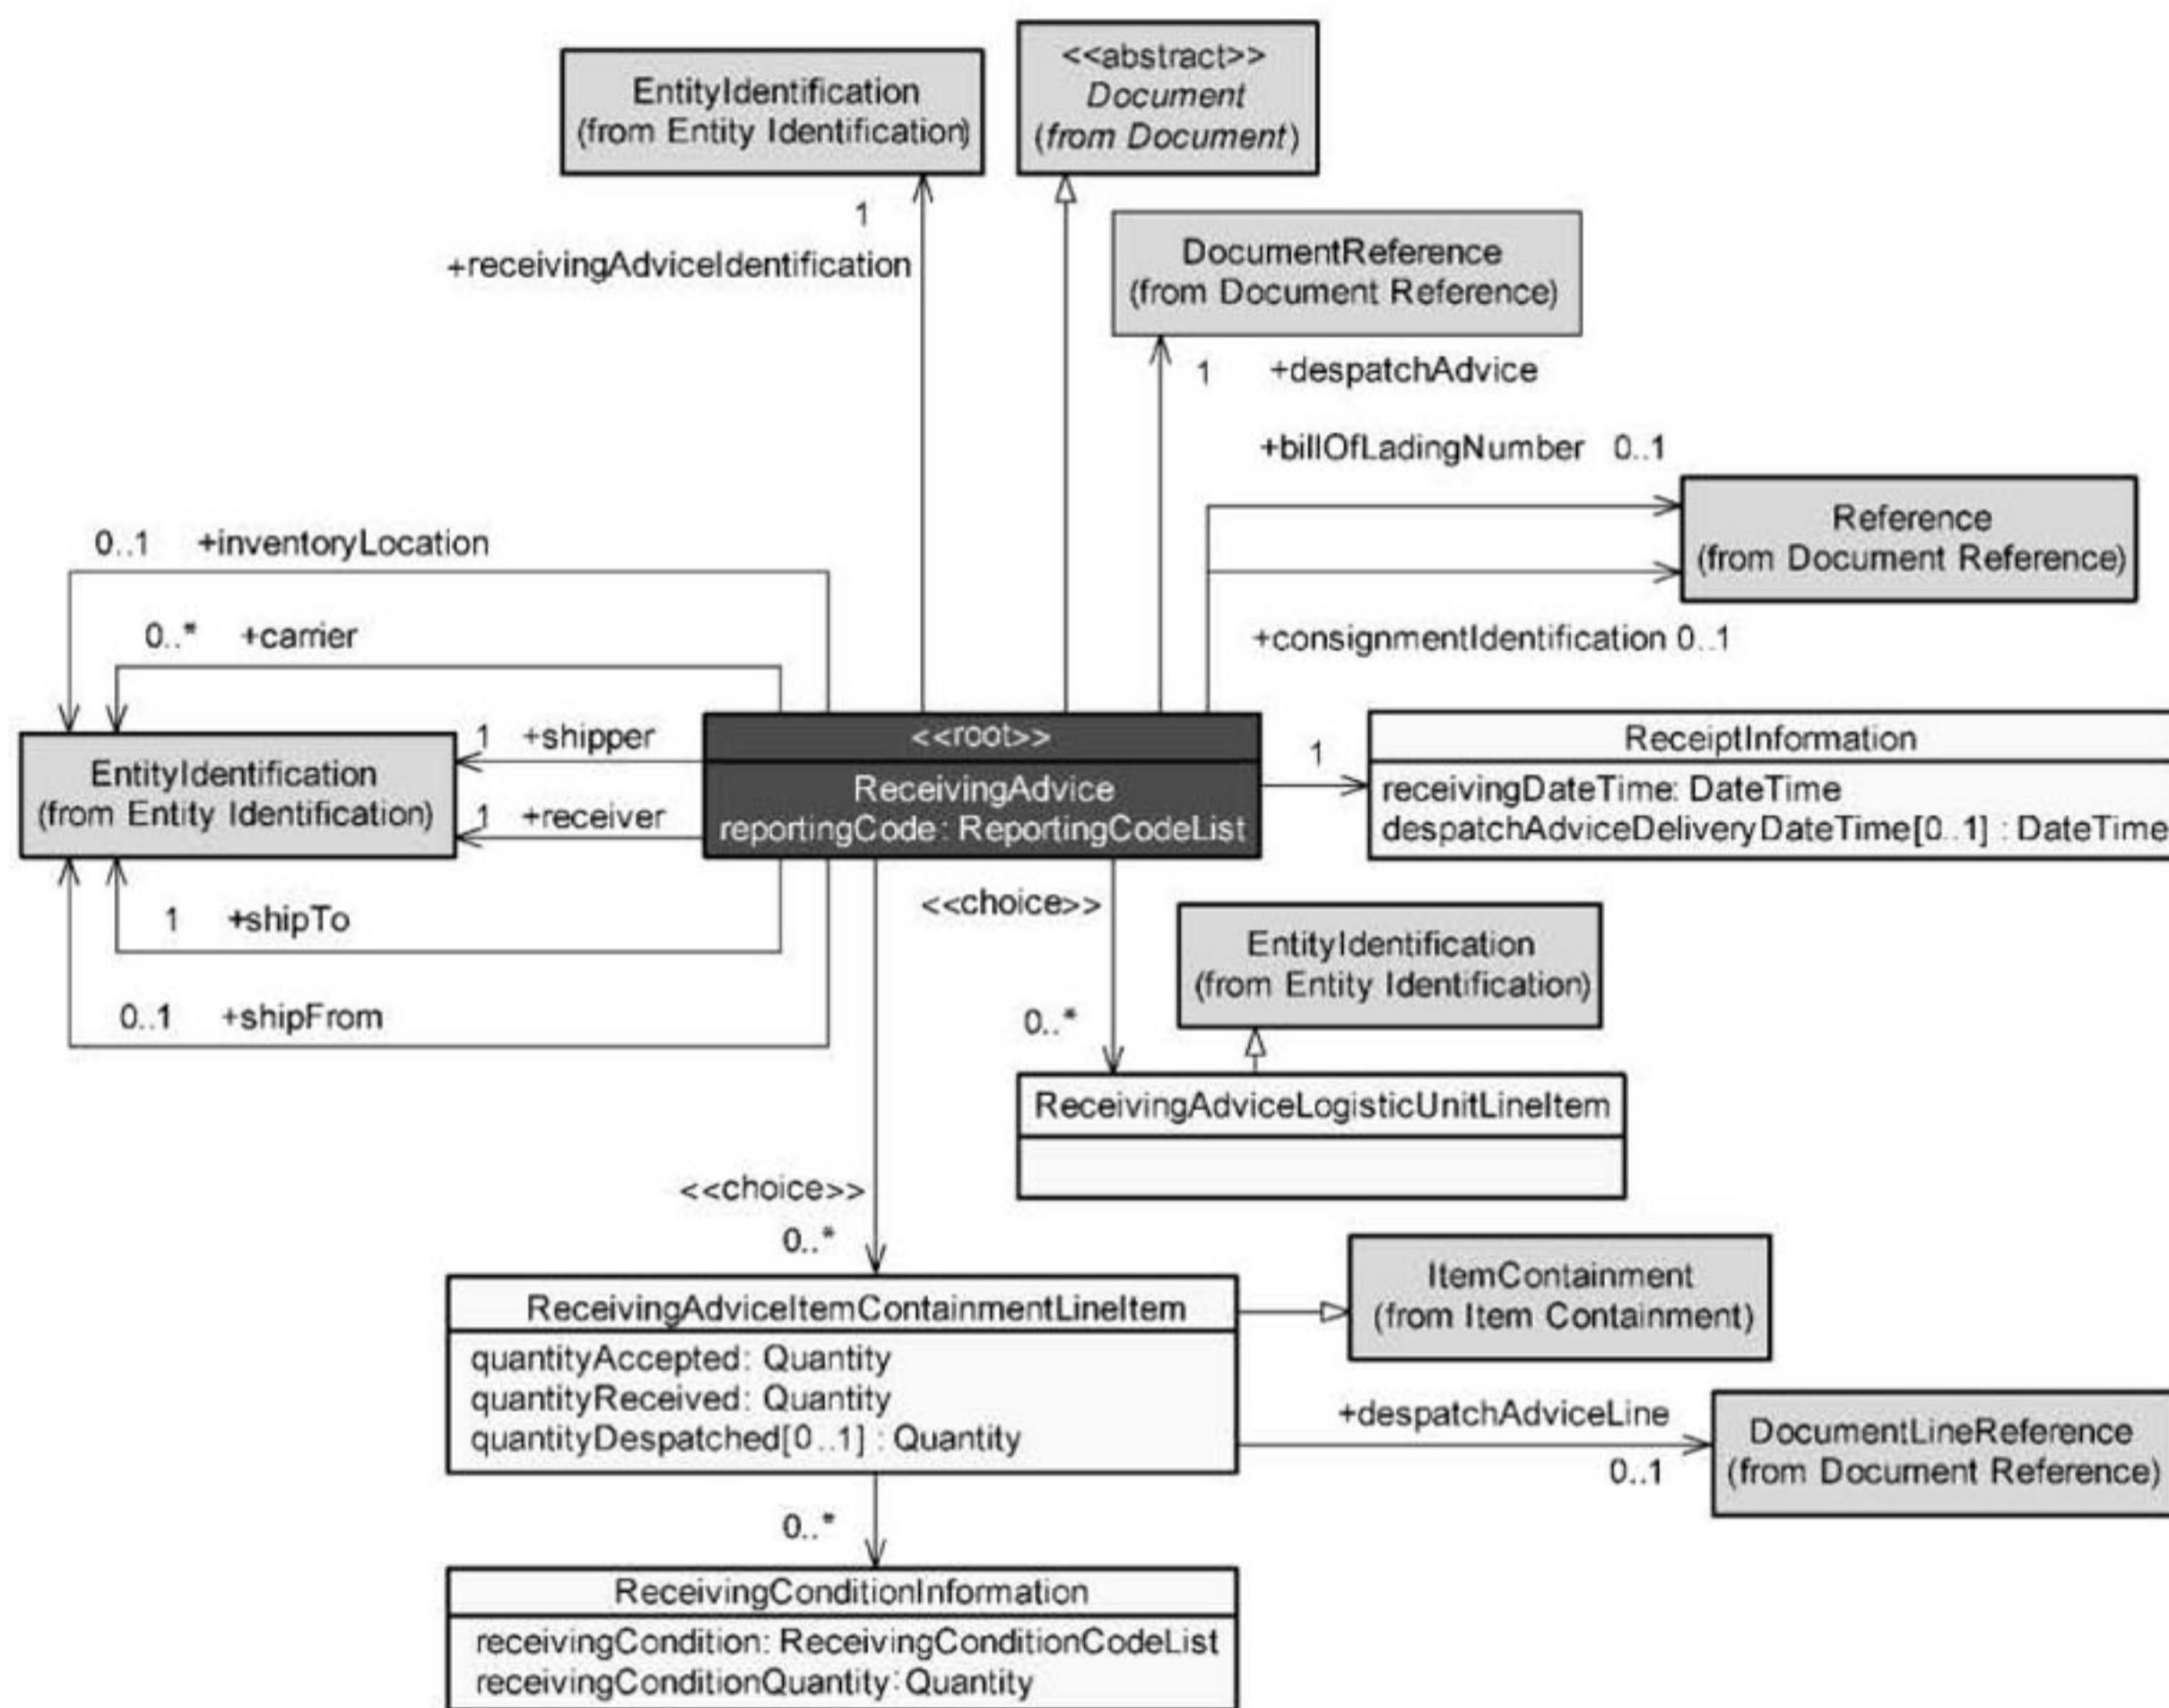 <<abstract>>
Document
(from Document)
EntityIdentification
(from Entity Identification)
1
+receivingAdviceIdentification
DocumentReference
(from Document Reference)
1 +despatchAdvice
+billOfLadingNumber 0..1
Reference
(from Document Reference)
+consignmentIdentification 0..1
0..1 +inventoryLocation
0..* +carrier
1 +shipper
EntityIdentification
(from Entity Identification)
1 +receiver
1 +shipTo
0..1 +shipFrom
<<root>>
ReceivingAdvice
reportingCode: ReportingCodeList
1
ReceiptInformation
receivingDateTime: DateTime
despatchAdviceDeliveryDateTime[0..1] : DateTime
<<choice>>
0..*
EntityIdentification
(from Entity Identification)
ReceivingAdviceLogisticUnitLineItem
<<choice>>
0..*
ReceivingAdviceItemContainmentLineItem
quantityAccepted: Quantity
quantityReceived: Quantity
quantityDespatched[0..1] : Quantity
ItemContainment
(from Item Containment)
+despatchAdviceLine
0..1
DocumentLineReference
(from Document Reference)
0..*
ReceivingConditionInformation
receivingCondition: ReceivingConditionCodeList
receivingConditionQuantity: Quantity